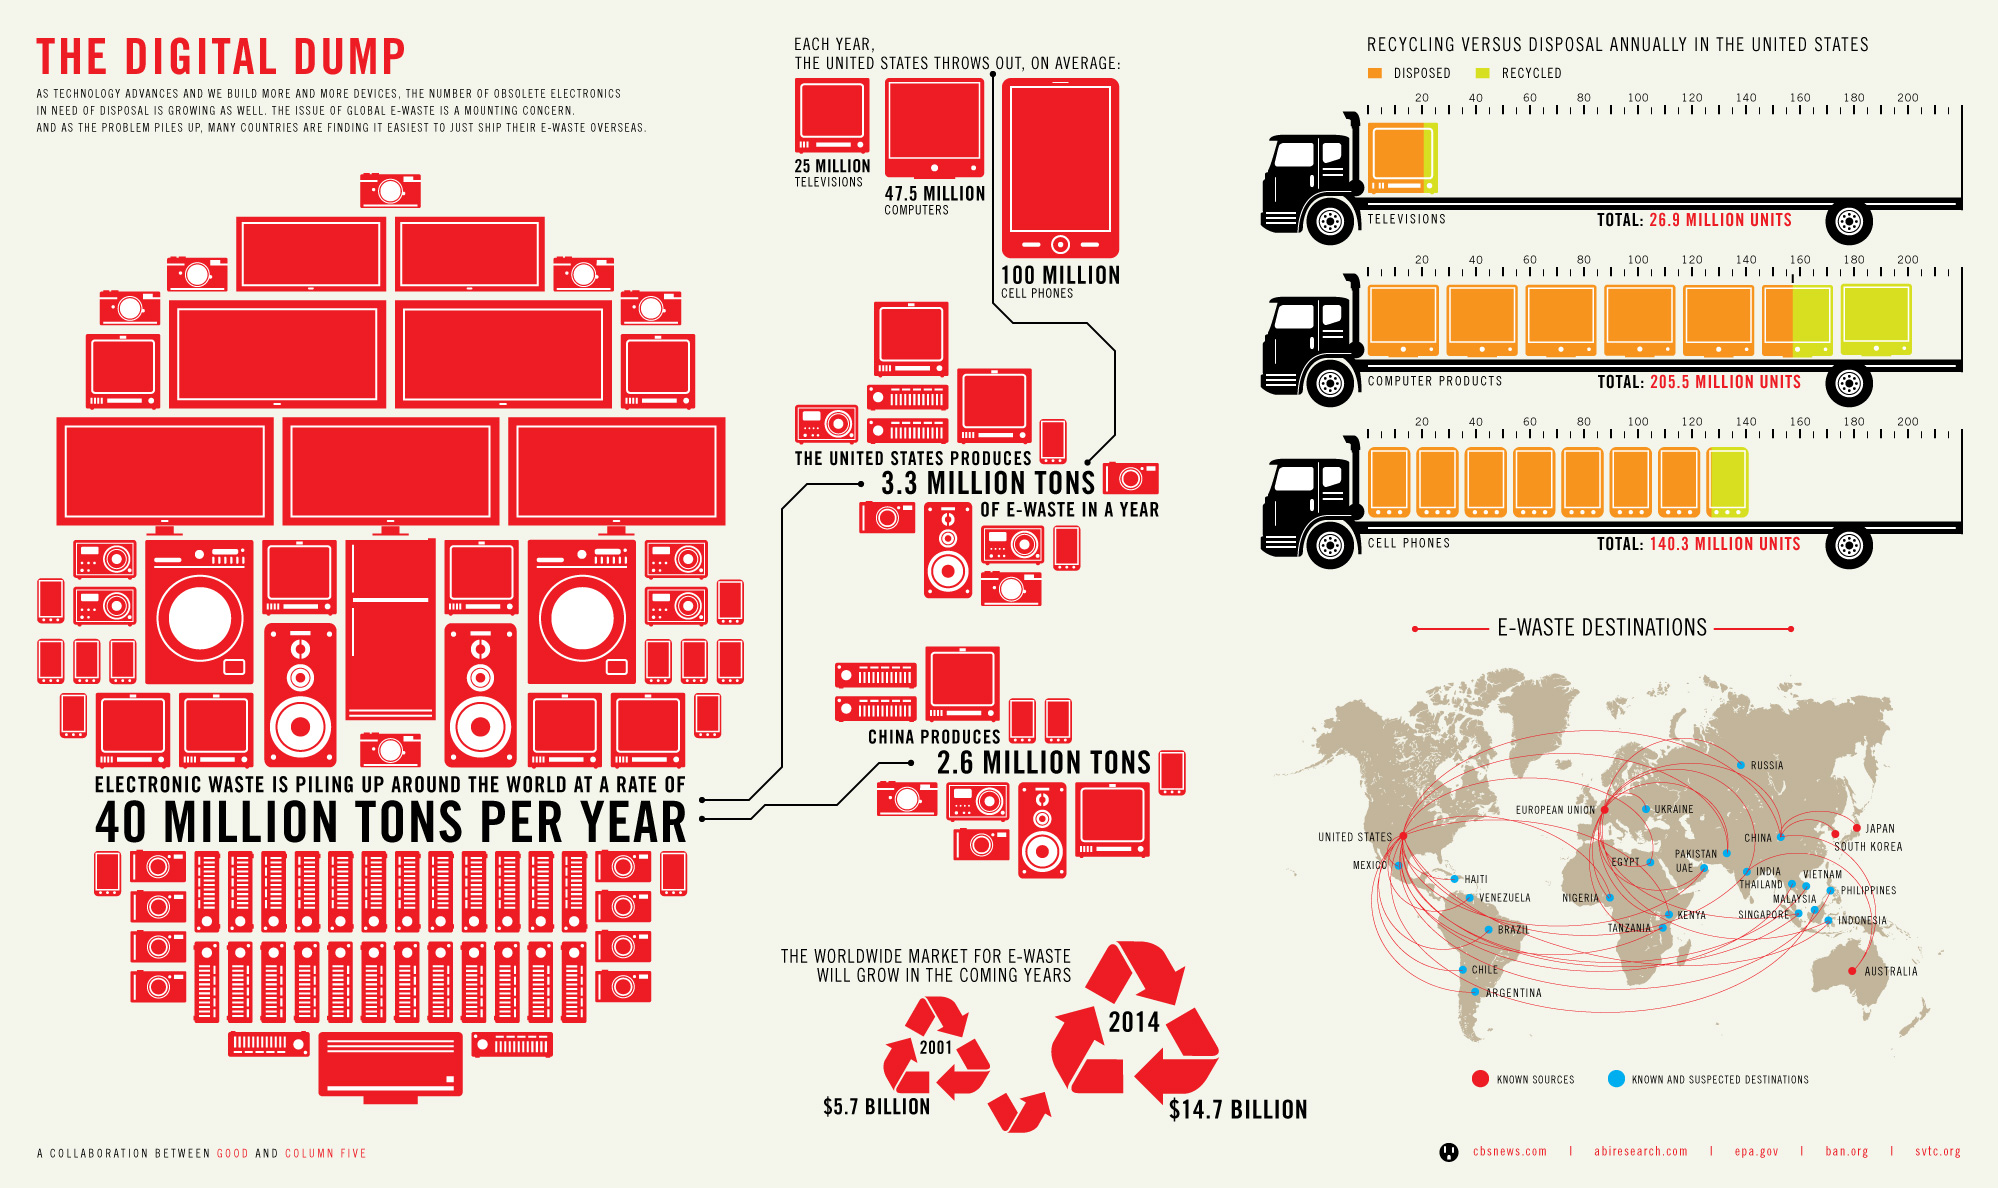 THE DIGITAL DUMP
AS TECHNOLOGY ADVANCES AND WE BUILD MORE AND MORE DEVICES, THE NUMBER OF OBSOLETE ELECTRONICS
IN NEED OF DISPOSAL IS GROWING AS WELL. THE ISSUE OF GLOBAL E-WASTE IS A MOUNTING CONCERN.
AND AS THE PROBLEM PILES UP, MANY COUNTRIES ARE FINDING IT EASIEST TO JUST SHIP THEIR E-WASTE OVERSEAS.
ELECTRONIC WASTE IS PILING UP AROUND THE WORLD AT A RATE OF
40 MILLION TONS PER YEAR
EACH YEAR,
THE UNITED STATES THROWS OUT, ON AVERAGE:
25 MILLION
TELEVISIONS
47.5 MILLION
COMPUTERS
100 MILLION
CELL PHONES
THE UNITED STATES PRODUCES
3.3 MILLION TONS
OF E-WASTE IN A YEAR
CHINA PRODUCES
2.6 MILLION TONS
THE WORLDWIDE MARKET FOR E-WASTE
WILL GROW IN THE COMING YEARS
2001
$5.7 BILLION
2014
$14.7 BILLION
RECYCLING VERSUS DISPOSAL ANNUALLY IN THE UNITED STATES
DISPOSED RECYCLED
20 40 60 80 100 120 140 160 180 200
TELEVISIONS TOTAL: 26.9 MILLION UNITS
20 40 60 80 100 120 140 160 180 200
COMPUTER PRODUCTS TOTAL: 205.5 MILLION UNITS
20 40 60 80 100 120 140 160 180 200
CELL PHONES TOTAL: 140.3 MILLION UNITS
E-WASTE DESTINATIONS
RUSSIA
EUROPEAN UNION
UKRAINE
UNITED STATES
CHINA
JAPAN
SOUTH KOREA
MEXICO
EGYPT
PAKISTAN
UAE
INDIA
VIETNAM
HAITI
THAILAND
PHILIPPINES
VENEZUELA
NIGERIA
MALAYSIA
KENYA
SINGAPORE
INDONESIA
BRAZIL
TANZANIA
CHILE
AUSTRALIA
ARGENTINA
KNOWN SOURCES
KNOWN AND SUSPECTED DESTINATIONS
A COLLABORATION BETWEEN GOOD AND COLUMN FIVE
cbsnews.com | abiresearch.com | epa.gov | ban.org | svtc.org